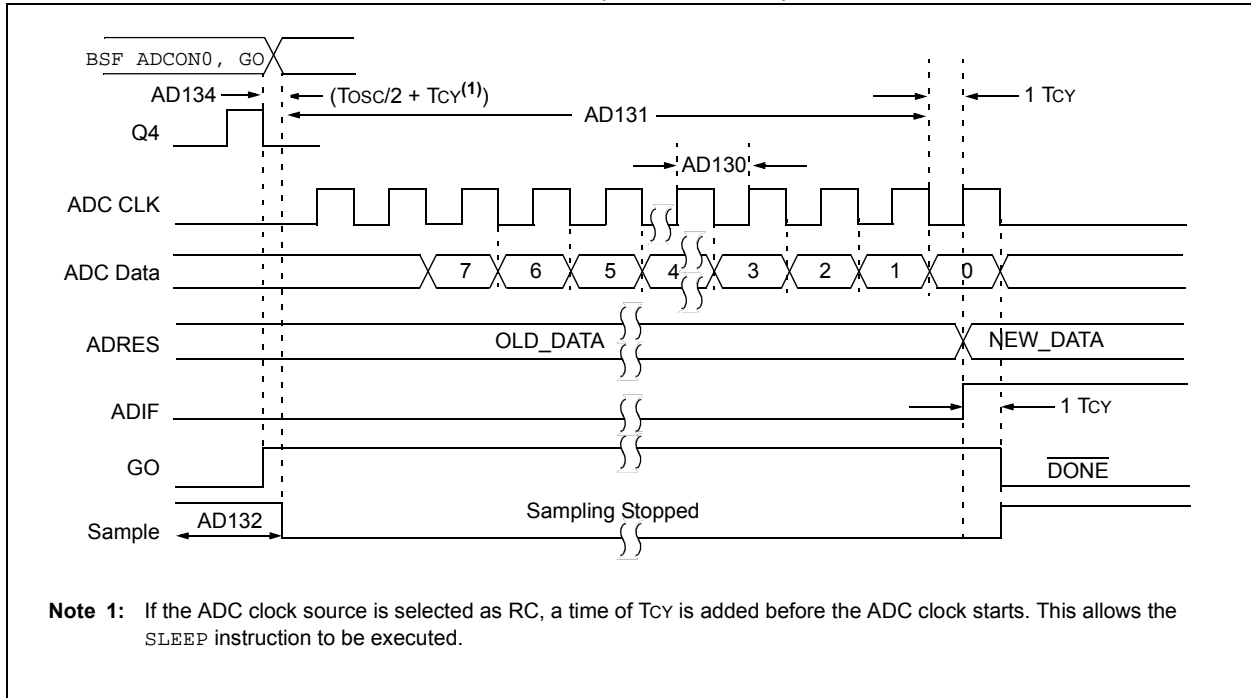 BSF ADCON0, GO
AD134
(TOSC/2 + TCY(1))
1 TCY
AD131
Q4
AD130
ADC CLK
ADC Data
7 6 5 4 3 2 1 0
ADRES
OLD_DATA
NEW_DATA
ADIF
1 TCY
GO
DONE
Sample
AD132
Sampling Stopped
Note 1: If the ADC clock source is selected as RC, a time of TCY is added before the ADC clock starts. This allows the
SLEEP instruction to be executed.